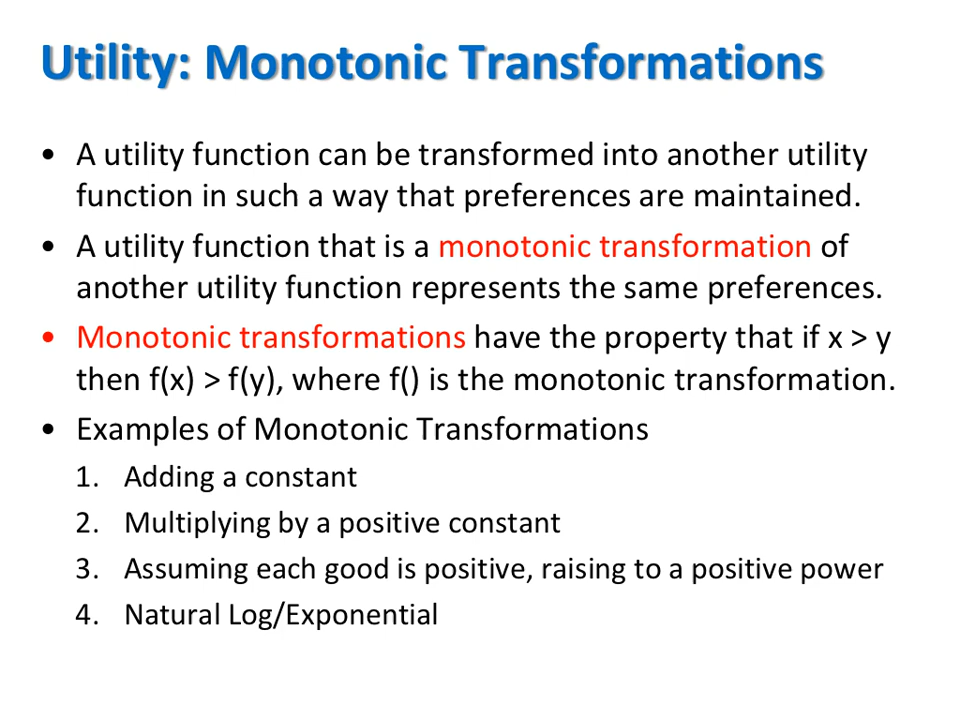 Utility: Monotonic Transformations
• A utility function can be transformed into another utility
function in such a way that preferences are maintained.
• A utility function that is a monotonic transformation of
another utility function represents the same preferences.
• Monotonic transformations have the property that if x > y
then f(x) > f(y), where f() is the monotonic transformation.
• Examples of Monotonic Transformations
1. Adding a constant
2. Multiplying by a positive constant
3. Assuming each good is positive, raising to a positive power
4. Natural Log/Exponential